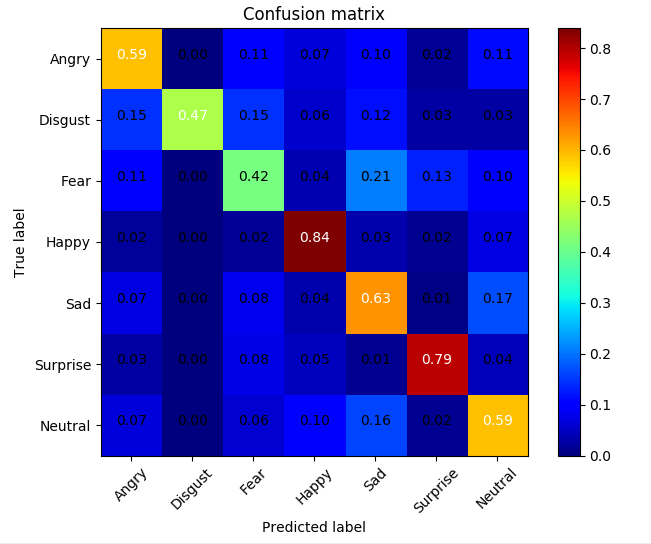 Confusion matrix
Angry 0.59 0.00 0.11 0.07 0.10 0.02 0.11
Disgust 0.15 0.47 0.15 0.06 0.12 0.03 0.03
Fear 0.11 0.00 0.42 0.04 0.21 0.13 0.10
Happy 0.02 0.00 0.02 0.84 0.03 0.02 0.07
Sad 0.07 0.00 0.08 0.04 0.63 0.01 0.17
Surprise 0.03 0.00 0.08 0.05 0.01 0.79 0.04
Neutral 0.07 0.00 0.06 0.10 0.16 0.02 0.59
True label
Angry Disgust Fear Happy Sad Surprise Neutral
Predicted label
0.8
0.7
0.6
0.5
0.4
0.3
0.2
0.1
0.0